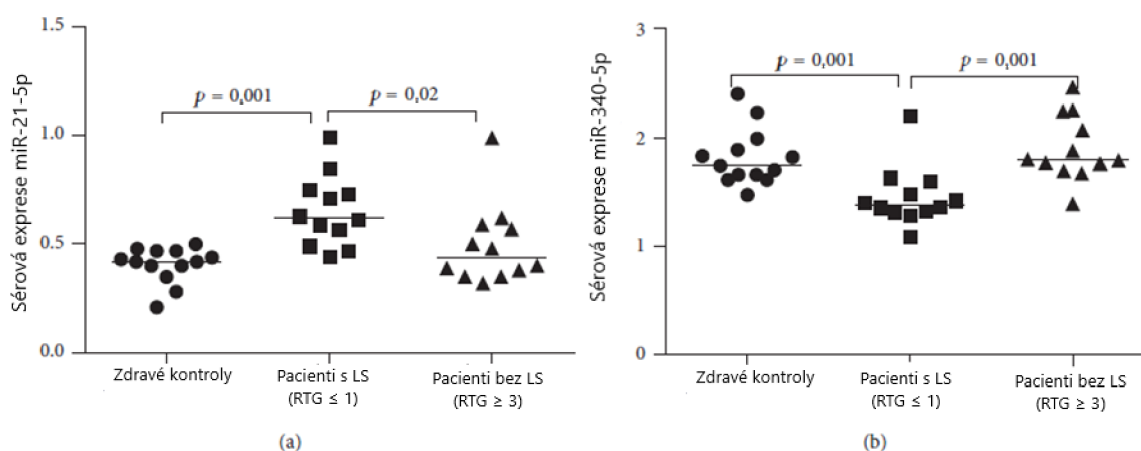 Sérová exprese miR-21-5p
1.5
1.0
0.5
0.0
p = 0,001
p = 0,02
Zdravé kontroly
Pacienti s LS
(RTG ≤ 1)
Pacienti bez LS
(RTG ≥ 3)
(a)
Sérová exprese miR-340-5p
3
2
1
0
p = 0,001
p = 0,001
Zdravé kontroly
Pacienti s LS
(RTG ≤ 1)
Pacienti bez LS
(RTG ≥ 3)
(b)